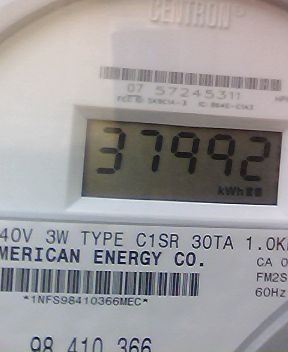 CENTRON®
07 57245311
37992
kWh
40V 3W TYPE C1SR 30TA 1.0K
MERICAN ENERGY CO.
CA 0
FM2S
60Hz
*1NFS98410366MEC*
98 410 366